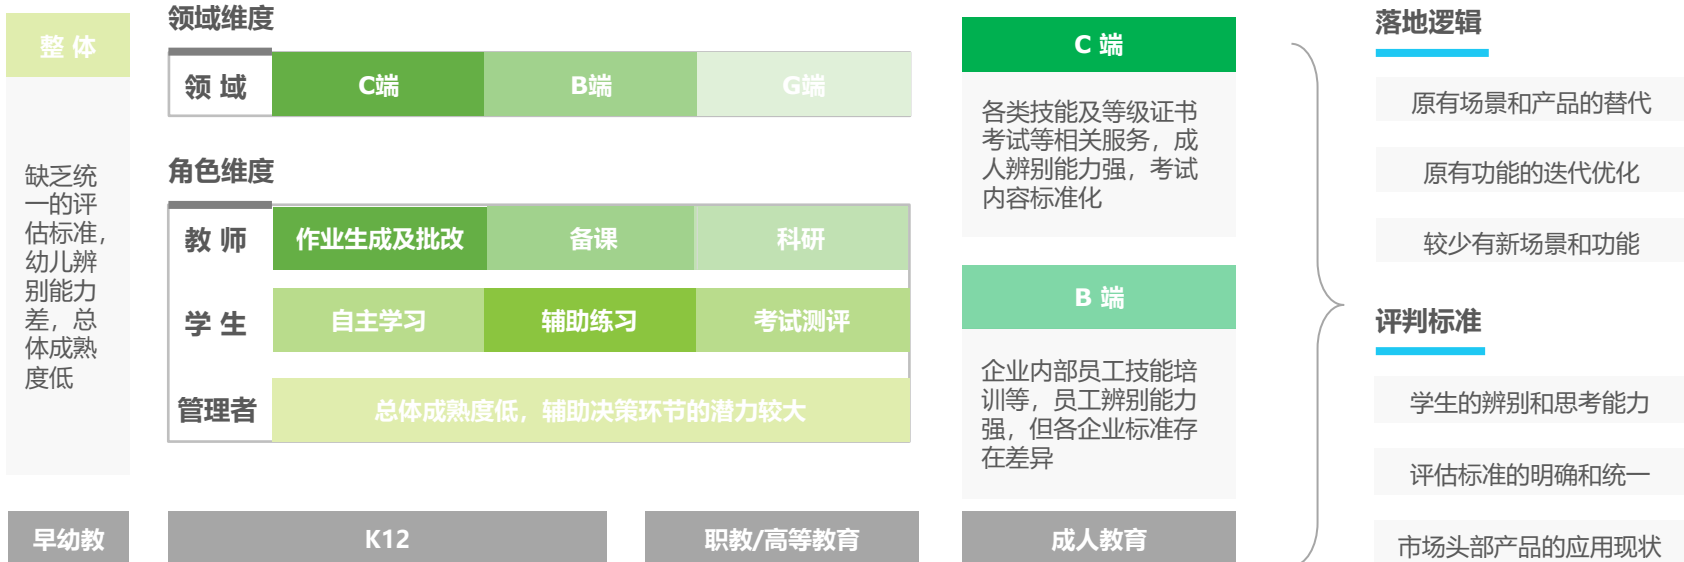 整 体
缺乏统
一的评
估标准，
幼儿辨
别能力
差，总
体成熟
度低
早幼教
领域维度
领 域
C端
B端
G端
角色维度
教 师
作业生成及批改
备课
科研
学 生
自主学习
辅助练习
考试测评
管理者
总体成熟度低，辅助决策环节的潜力较大
K12
职教/高等教育
C 端
各类技能及等级证书
考试等相关服务，成
人辨别能力强，考试
内容标准化
B 端
企业内部员工技能培
训等，员工辨别能力
强，但各企业标准存
在差异
成人教育
落地逻辑
原有场景和产品的替代
原有功能的迭代优化
较少有新场景和功能
评判标准
学生的辨别和思考能力
评估标准的明确和统一
市场头部产品的应用现状